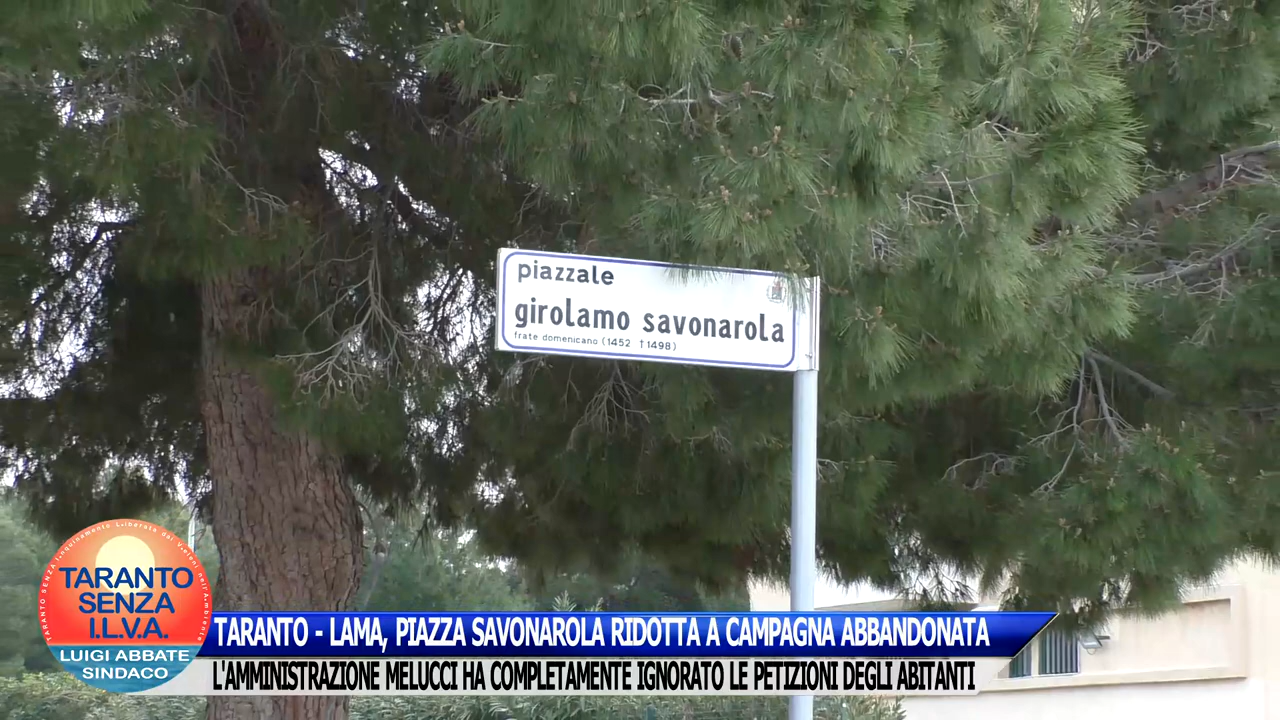 piazzale
girolamo savonarola
frate domenicano (1452 †1498)
TARANTO
SENZA
I.L.V.A.
LUIGI ABBATE
SINDACO
TARANTO - LAMA, PIAZZA SAVONAROLA RIDOTTA A CAMPAGNA ABBANDONATA
L'AMMINISTRAZIONE MELUCCI HA COMPLETAMENTE IGNORATO LE PETIZIONI DEGLI ABITANTI